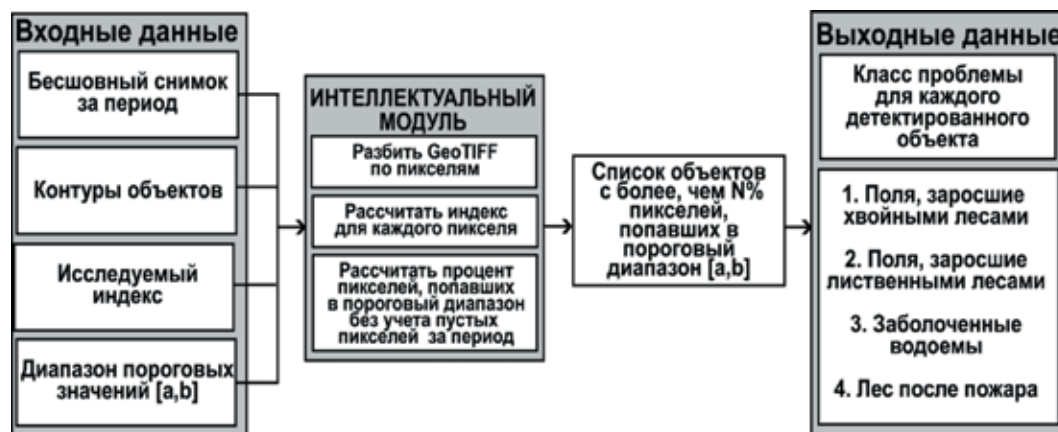 Входные данные
Бесшовный снимок
за период
Контуры объектов
Исследуемый
индекс
Диапазон пороговых
значений [a,b]
ИНТЕЛЛЕКТУАЛЬНЫЙ
МОДУЛЬ
Разбить GeoTIFF
по пикселям
Рассчитать индекс
для каждого пикселя
Рассчитать процент
пикселей, попавших
в пороговый диапазон
без учета пустых
пикселей за период
Список объектов
с более, чем N%
пикселей,
попавших в
пороговый
диапазон [a,b]
Выходные данные
Класс проблемы
для каждого
детектированного
объекта
1. Поля, заросшие
хвойными лесами
2. Поля, заросшие
лиственными лесами
3. Заболоченные
водоемы
4. Лес после пожара